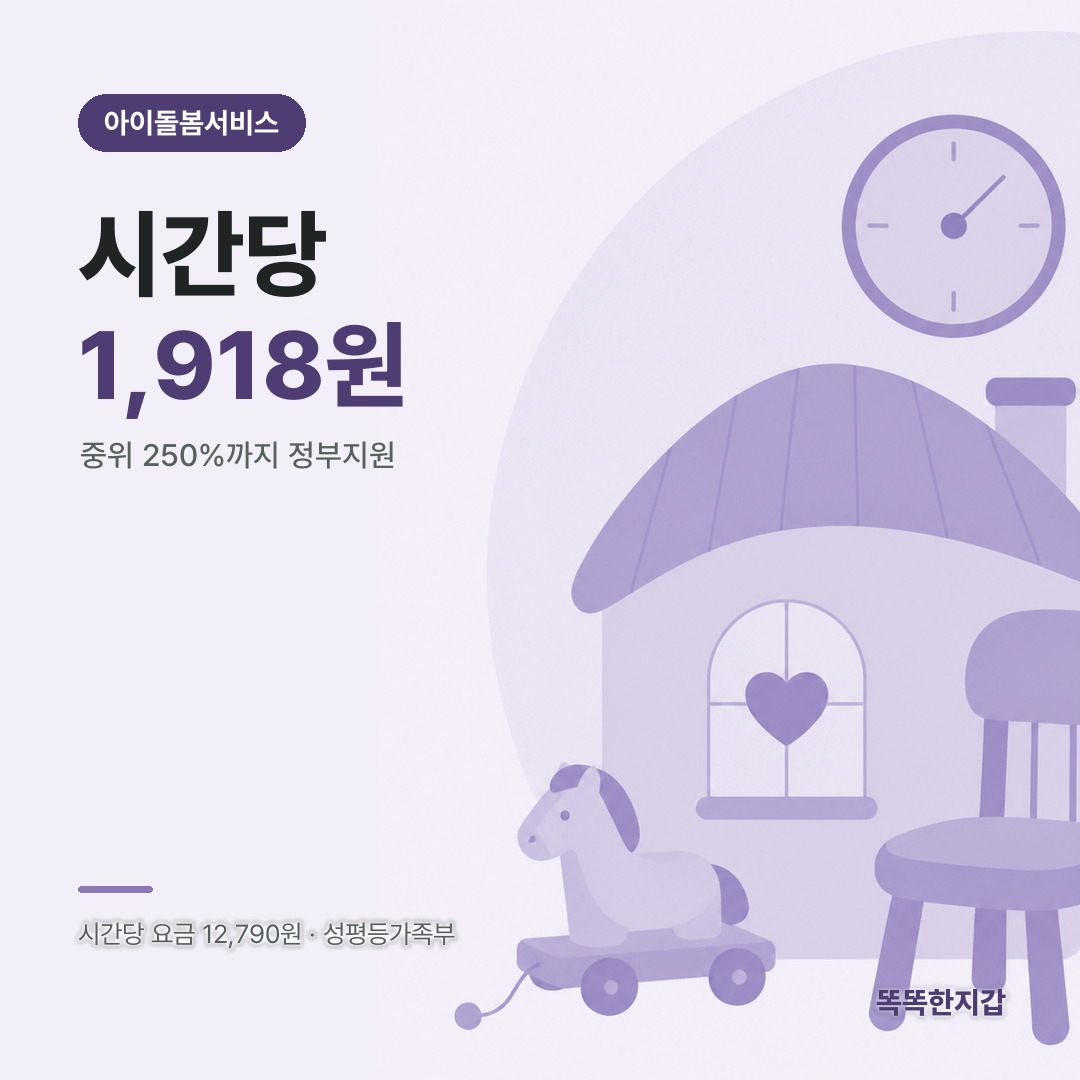 아이돌봄서비스
시간당
1,918원
중위 250%까지 정부지원
시간당 요금 12,790원 · 성평등가족부
똑똑한지갑